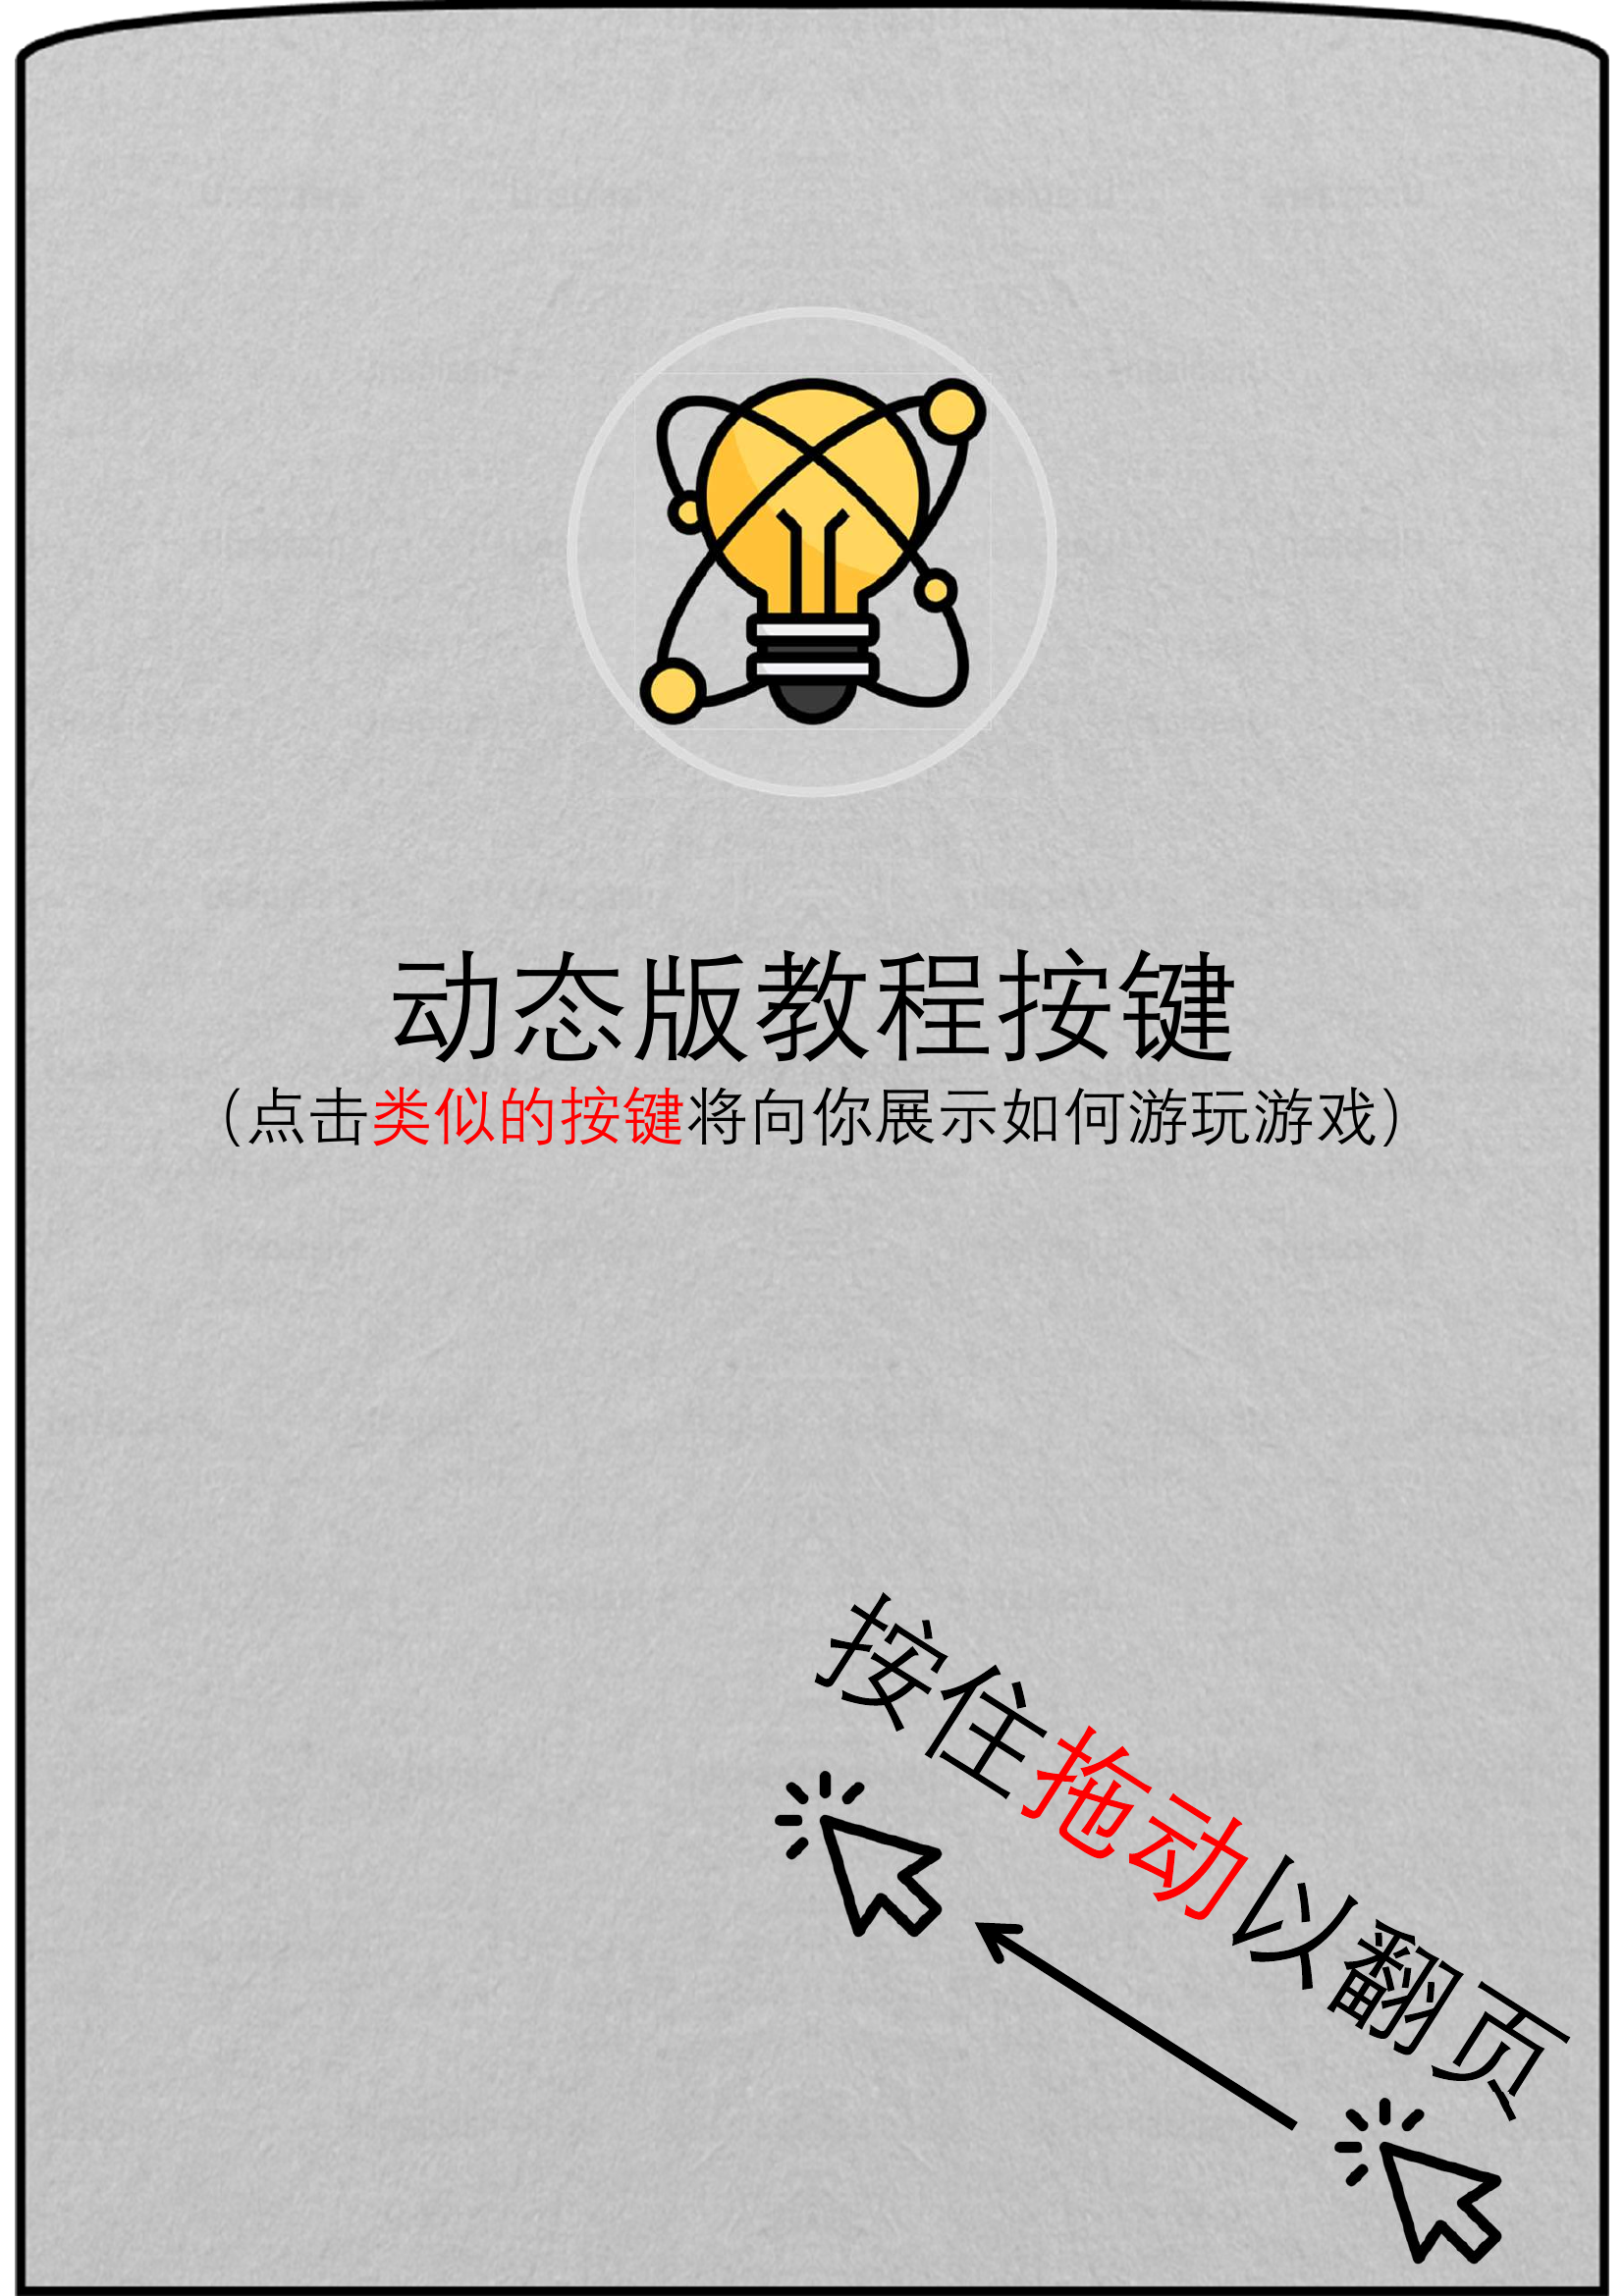 动态版教程按键
（点击类似的按键将向你展示如何游玩游戏）
按住拖动以翻页